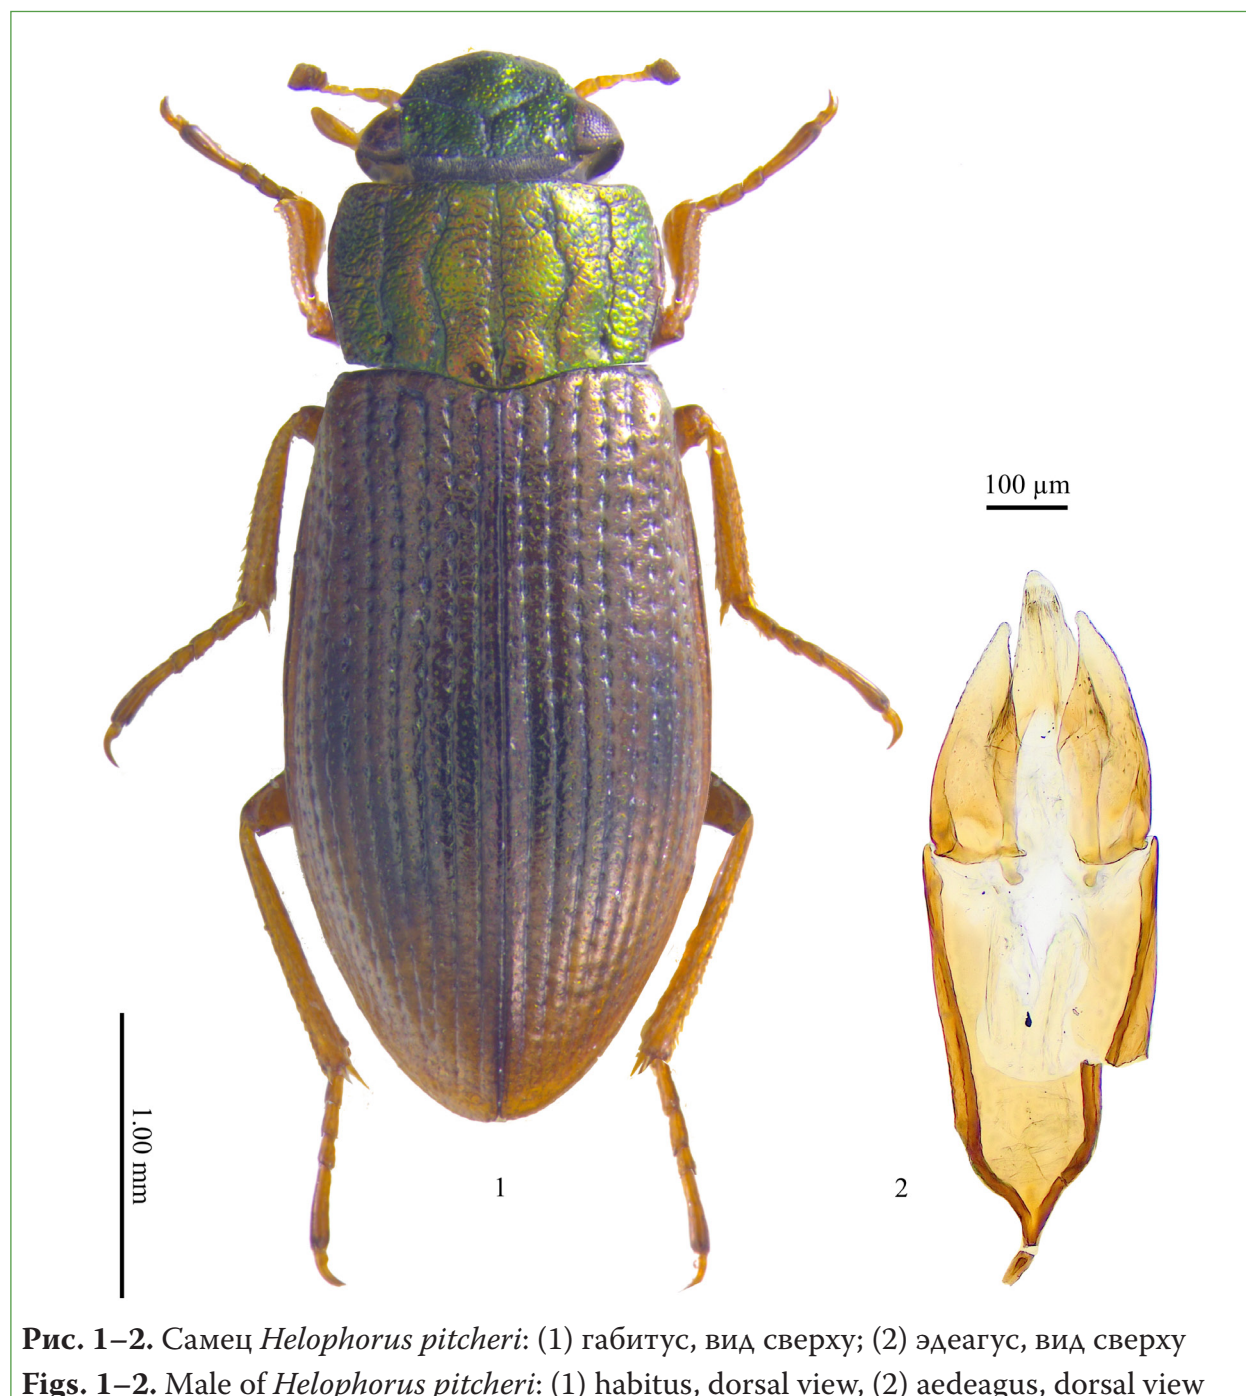 100 µm
1.00 mm
1
2
Рис. 1–2. Самец Helophorus pitcheri: (1) габитус, вид сверху; (2) эдеагус, вид сверху
Figs. 1–2. Male of Helophorus pitcheri: (1) habitus, dorsal view, (2) aedeagus, dorsal view